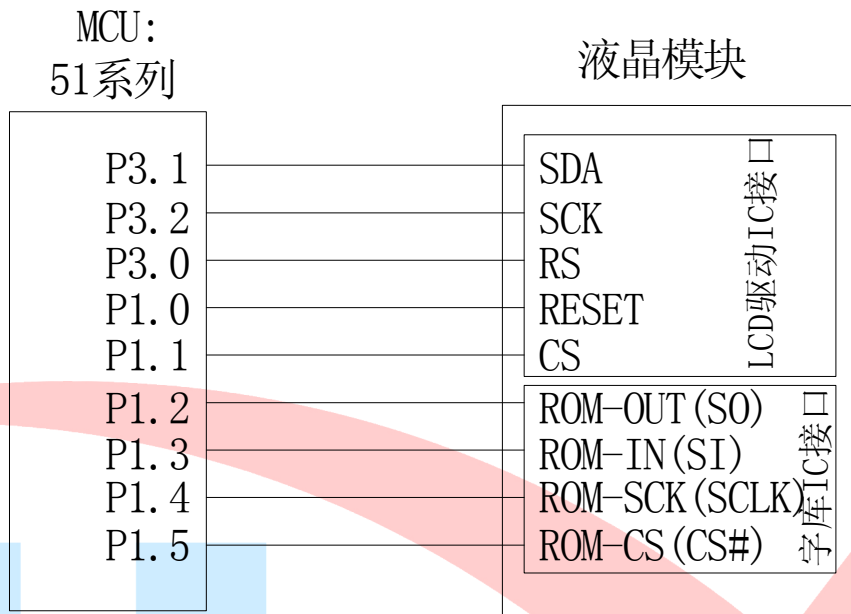 MCU:
51系列
液晶模块
P3.1
SDA
P3.2
SCK
P3.0
RS
P1.0
RESET
P1.1
CS
LCD驱动IC接口
P1.2
ROM-OUT(SO)
P1.3
ROM-IN(SI)
P1.4
ROM-SCK(SCLK)
P1.5
ROM-CS(CS#)
字库IC接口